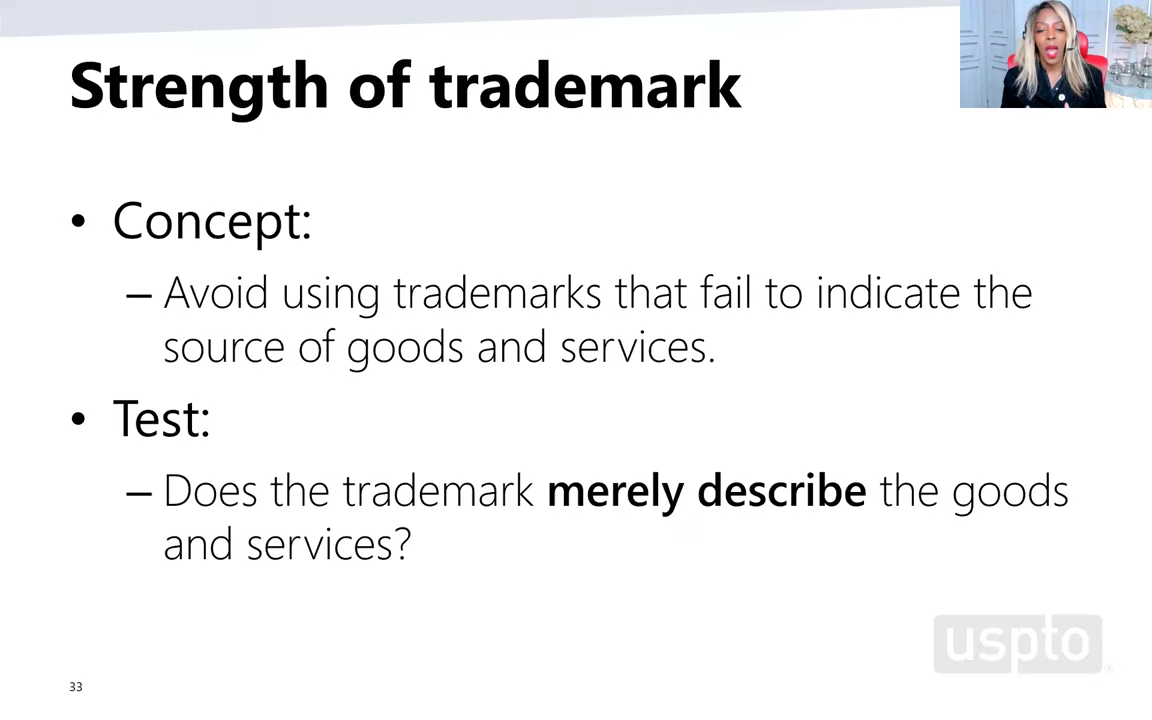 Strength of trademark
• Concept:
– Avoid using trademarks that fail to indicate the
source of goods and services.
• Test:
– Does the trademark merely describe the goods
and services?
uspto
33